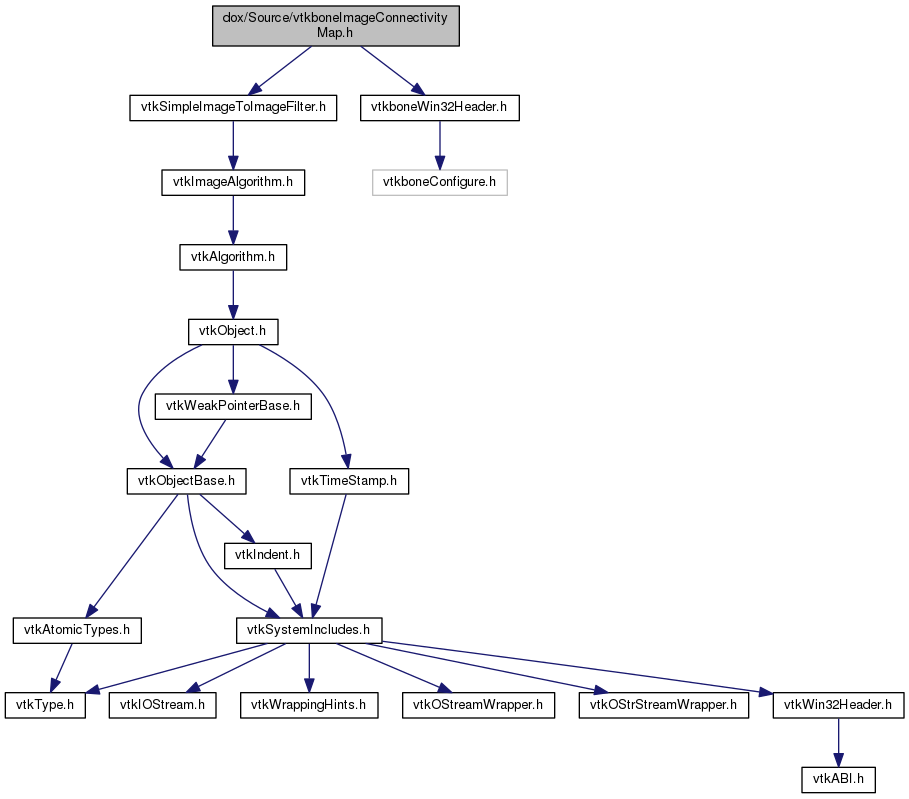 dox/Source/vtkboneImageConnectivity
Map.h
vtkSimpleImageToImageFilter.h
vtkboneWin32Header.h
vtkImageAlgorithm.h
vtkboneConfigure.h
vtkAlgorithm.h
vtkObject.h
vtkWeakPointerBase.h
vtkObjectBase.h
vtkTimeStamp.h
vtkIndent.h
vtkAtomicTypes.h
vtkSystemIncludes.h
vtkType.h
vtkIOStream.h
vtkWrappingHints.h
vtkOStreamWrapper.h
vtkOStrStreamWrapper.h
vtkWin32Header.h
vtkABI.h